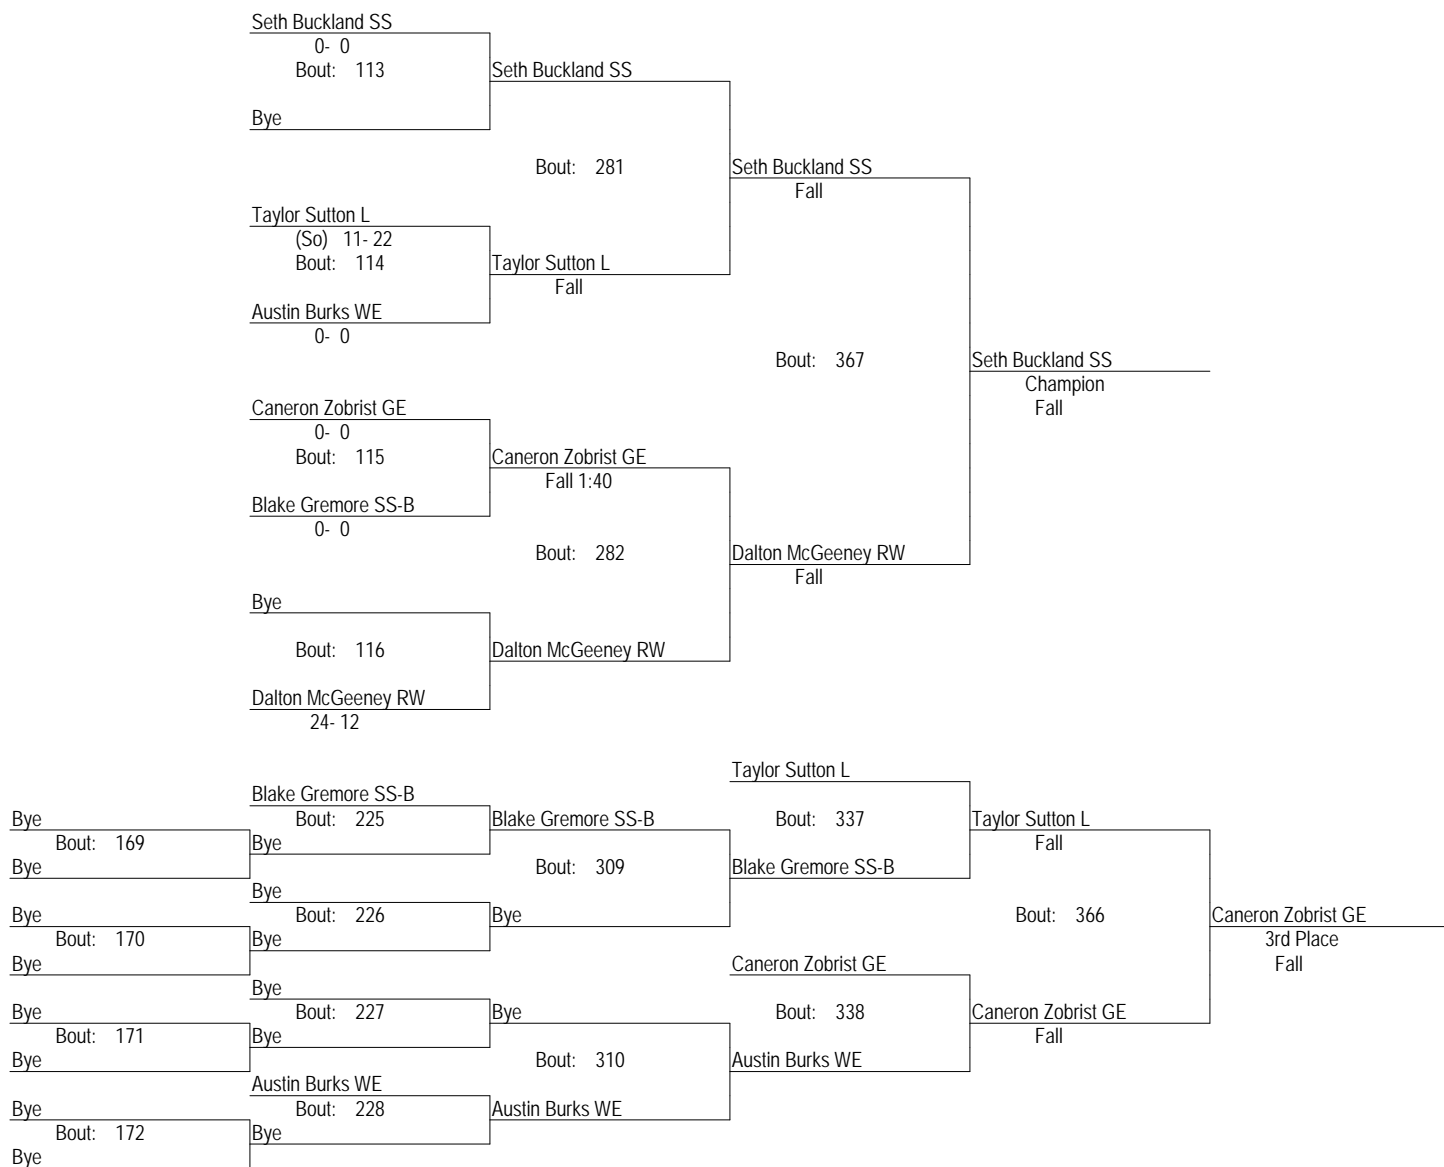 Seth Buckland SS
0- 0
Bout: 113
Seth Buckland SS
Bye
Bout: 281
Seth Buckland SS
Fall
Taylor Sutton L
(So) 11- 22
Bout: 114
Taylor Sutton L
Fall
Austin Burks WE
0- 0
Bout: 367
Seth Buckland SS
Champion
Fall
Caneron Zobrist GE
0- 0
Bout: 115
Caneron Zobrist GE
Fall 1:40
Blake Gremore SS-B
0- 0
Bout: 282
Dalton McGeeney RW
Fall
Bye
Bout: 116
Dalton McGeeney RW
Dalton McGeeney RW
24- 12
Taylor Sutton L
Blake Gremore SS-B
Bye
Bout: 225
Blake Gremore SS-B
Bout: 337
Taylor Sutton L
Bout: 169
Bye
Fall
Bye
Bout: 309
Blake Gremore SS-B
Bye
Bye
Bout: 226
Bye
Bout: 366
Caneron Zobrist GE
Bout: 170
Bye
3rd Place
Bye
Caneron Zobrist GE
Fall
Bye
Bye
Bout: 227
Bye
Bout: 338
Caneron Zobrist GE
Bout: 171
Bye
Fall
Bye
Bout: 310
Austin Burks WE
Austin Burks WE
Bye
Bout: 228
Austin Burks WE
Bout: 172
Bye
Bye